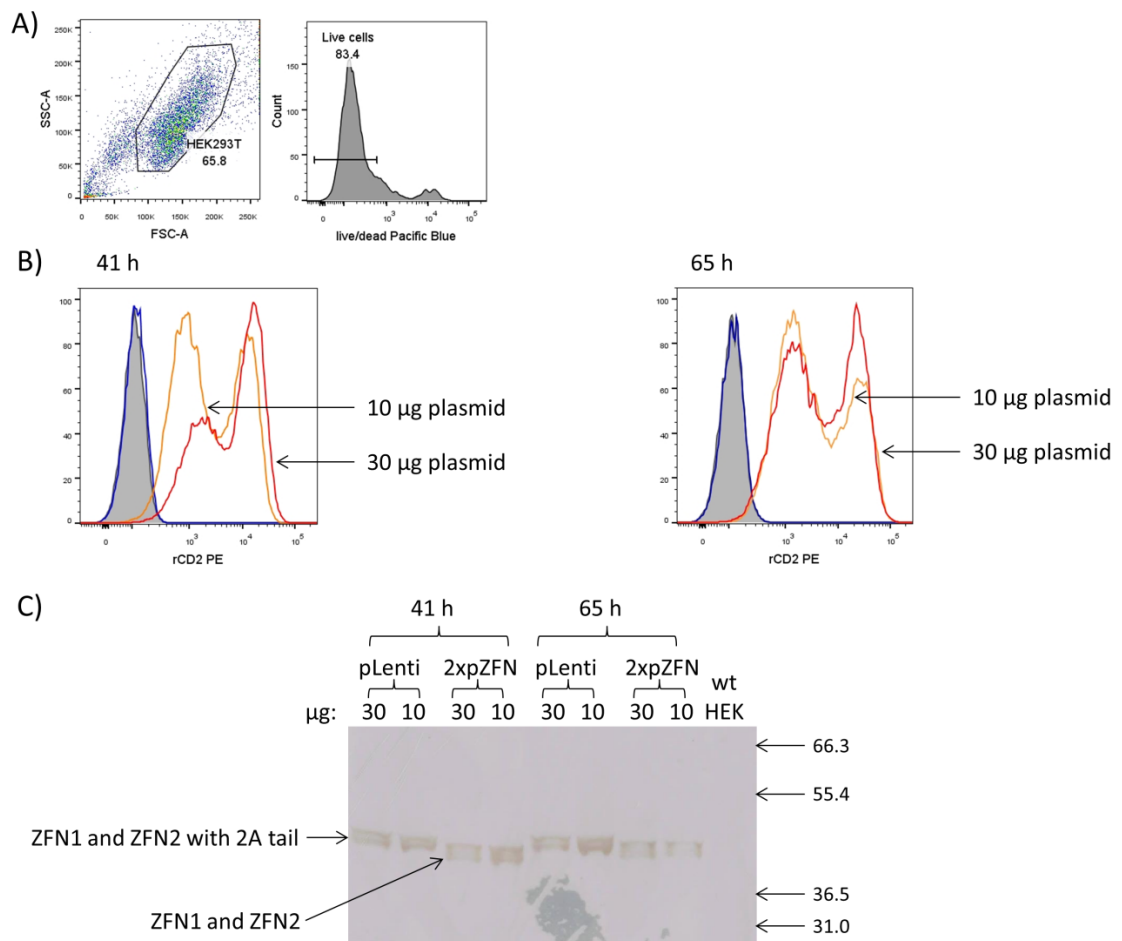 A)
250K
200K
150K
100K
50K
0
SSC-A
HEK293T
65.8
0 50K 100K 150K 200K 250K
FSC-A
Live cells
83.4
150
100
50
0
Count
0 10³ 10⁴ 10⁵
live/dead Pacific Blue
B)
41 h
100
80
60
40
20
0
0 10³ 10⁴ 10⁵
rCD2 PE
10 µg plasmid
30 µg plasmid
65 h
100
80
60
40
20
0
0 10³ 10⁴ 10⁵
rCD2 PE
10 µg plasmid
30 µg plasmid
C)
41 h 65 h
pLenti 2xpZFN pLenti 2xpZFN wt
µg: 30 10 30 10 30 10 30 10 HEK
66.3
55.4
ZFN1 and ZFN2 with 2A tail
36.5
ZFN1 and ZFN2
31.0